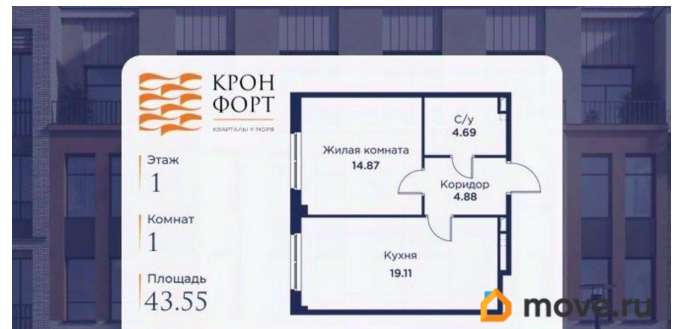 КРОН
ФОРТ
КВАРТАЛЫ У МОРЯ
Этаж
1
Комнат
1
Площадь
43.55
С/у
4.69
Жилая комната
14.87
Коридор
4.88
Кухня
19.11
move.ru